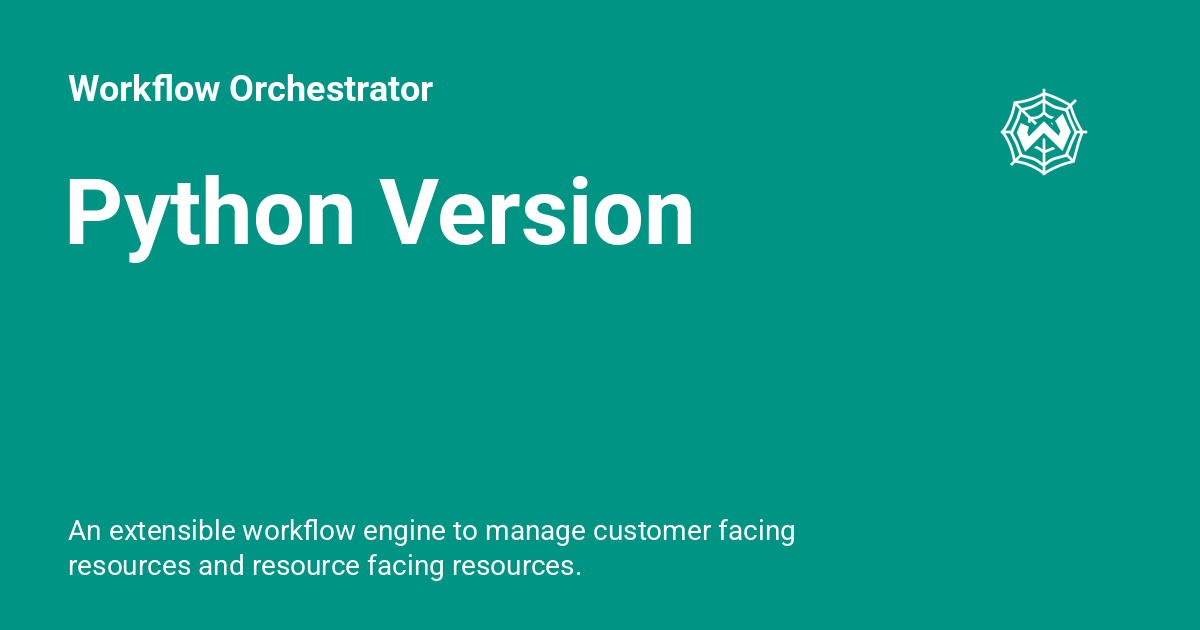 Workflow Orchestrator
W
Python Version
An extensible workflow engine to manage customer facing
resources and resource facing resources.